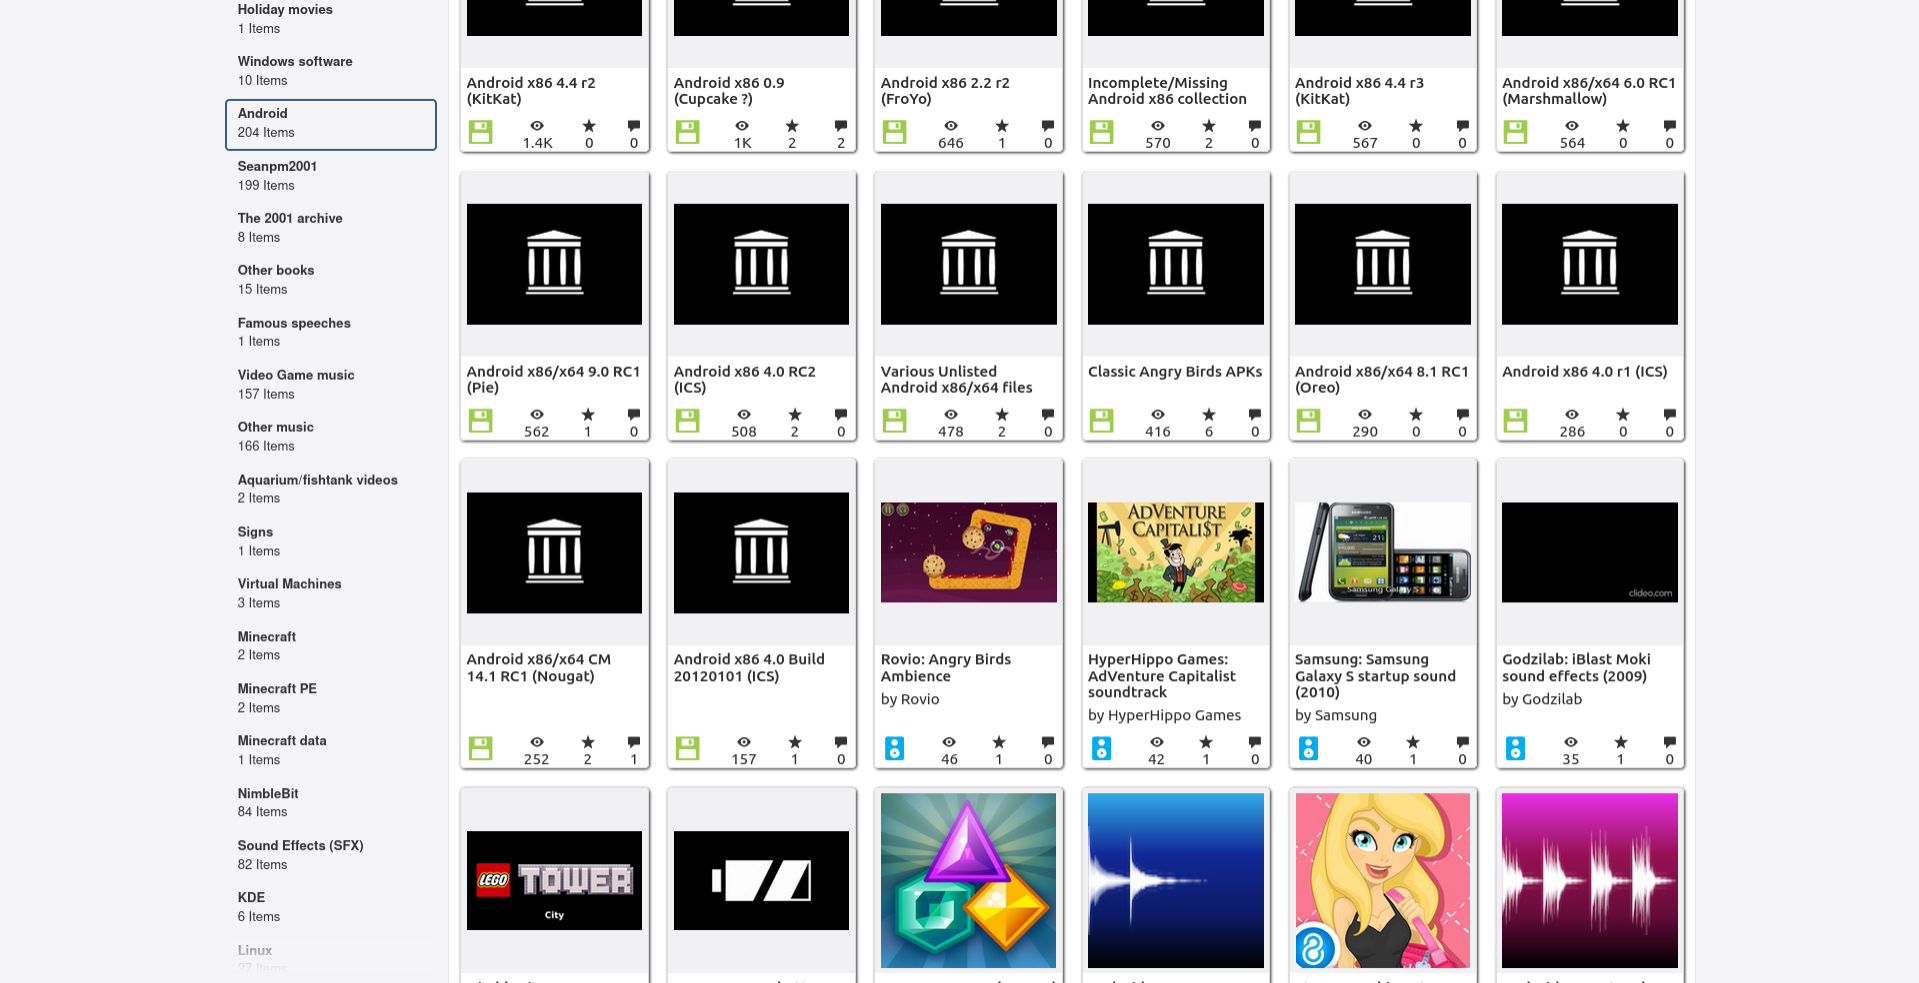 Holiday movies
1 Items
Windows software
10 Items
Android
204 Items
Seanpm2001
199 Items
The 2001 archive
8 Items
Other books
15 Items
Famous speeches
1 Items
Video Game music
157 Items
Other music
166 Items
Aquarium/fishtank videos
2 Items
Signs
1 Items
Virtual Machines
3 Items
Minecraft
2 Items
Minecraft PE
2 Items
Minecraft data
1 Items
NimbleBit
84 Items
Sound Effects (SFX)
82 Items
KDE
6 Items
Linux
27 Items
Android x86 4.4 r2
(KitKat)
1.4K 0 0
Android x86 0.9
(Cupcake ?)
1K 2 2
Android x86 2.2 r2
(FroYo)
646 1 0
Incomplete/Missing
Android x86 collection
570 2 0
Android x86 4.4 r3
(KitKat)
567 0 0
Android x86/x64 6.0 RC1
(Marshmallow)
564 0 0
Android x86/x64 9.0 RC1
(Pie)
562 1 0
Android x86 4.0 RC2
(ICS)
508 2 0
Various Unlisted
Android x86/x64 files
478 2 0
Classic Angry Birds APKs
416 6 0
Android x86/x64 8.1 RC1
(Oreo)
290 0 0
Android x86 4.0 r1 (ICS)
286 0 0
Android x86/x64 CM
14.1 RC1 (Nougat)
252 2 1
Android x86 4.0 Build
20120101 (ICS)
157 1 0
Rovio: Angry Birds
Ambience
by Rovio
46 1 0
ADVENTURE
CAPITALI$T
HyperHippo Games:
AdVenture Capitalist
soundtrack
by HyperHippo Games
42 1 0
Samsung Galaxy S
Samsung: Samsung
Galaxy S startup sound
(2010)
by Samsung
40 1 0
clideo.com
Godzilab: iBlast Moki
sound effects (2009)
by Godzilab
35 1 0
LEGO TOWER
City